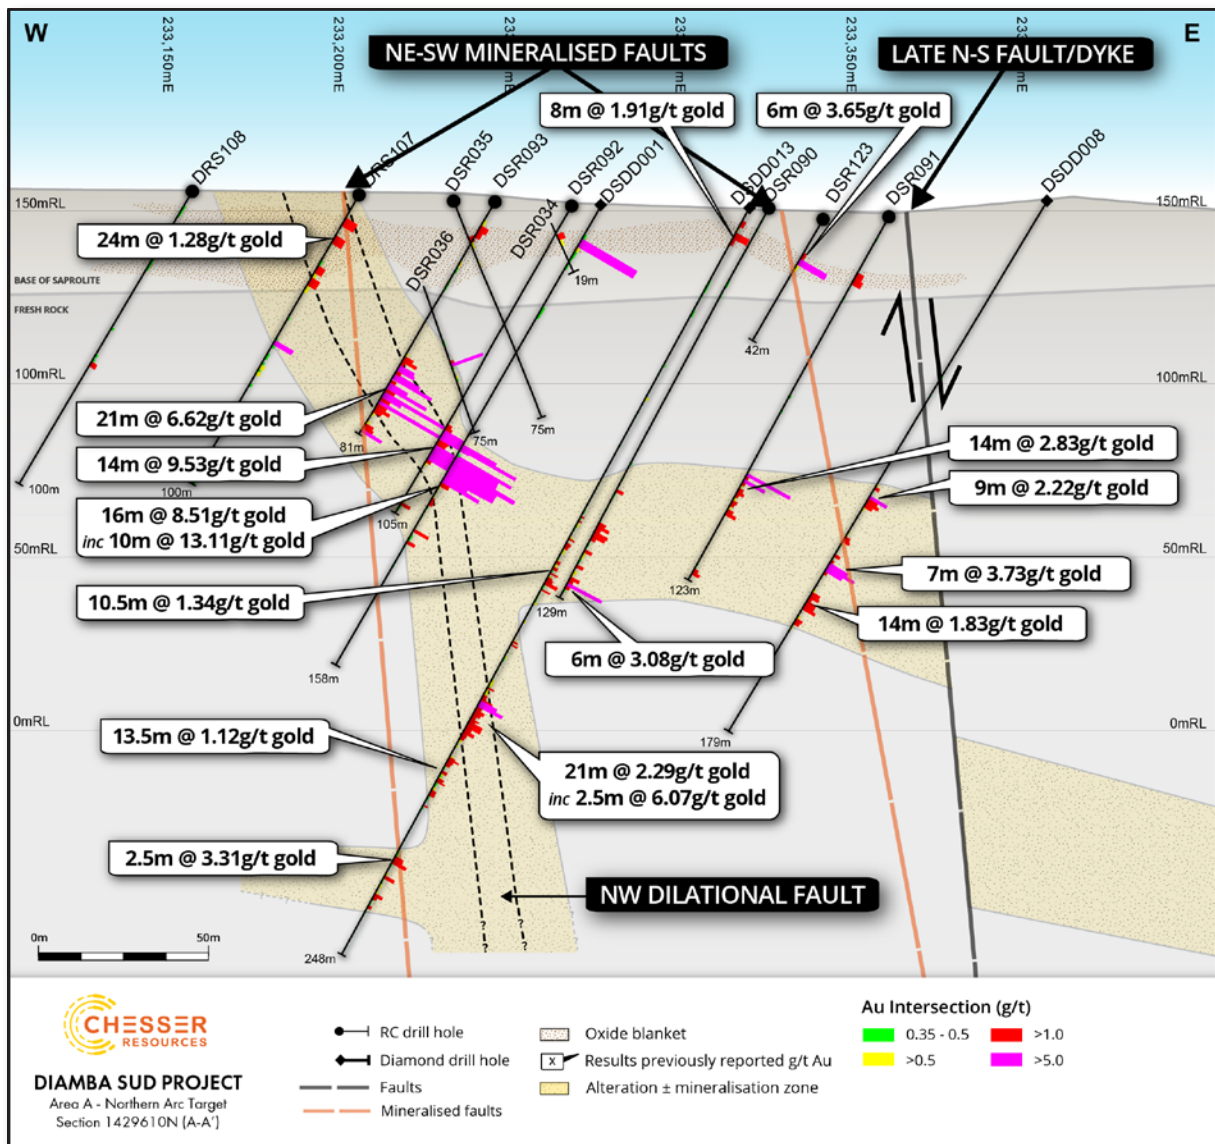 W
E
233,150mE
233,200mE
233,350mE
NE-SW MINERALISED FAULTS
LATE N-S FAULT/DYKE
8m @ 1.91g/t gold
6m @ 3.65g/t gold
DRS108
DRS107
DSR035
DSR093
DSR092
DSDD001
DSR034
DSR036
DSDD013
DSR090
DSR123
DSR091
DSDD008
150mRL
150mRL
24m @ 1.28g/t gold
BASE OF SAPROLITE
FRESH ROCK
19m
42m
100mRL
100mRL
21m @ 6.62g/t gold
81m
75m
75m
14m @ 9.53g/t gold
14m @ 2.83g/t gold
100m
100m
9m @ 2.22g/t gold
16m @ 8.51g/t gold
inc 10m @ 13.11g/t gold
105m
50mRL
50mRL
7m @ 3.73g/t gold
10.5m @ 1.34g/t gold
129m
123m
14m @ 1.83g/t gold
6m @ 3.08g/t gold
158m
0mRL
0mRL
13.5m @ 1.12g/t gold
179m
21m @ 2.29g/t gold
inc 2.5m @ 6.07g/t gold
2.5m @ 3.31g/t gold
NW DILATIONAL FAULT
? ?
? ?
0m 50m
248m
CHESSER
RESOURCES
DIAMBA SUD PROJECT
Area A - Northern Arc Target
Section 1429610N (A-A')
RC drill hole
Diamond drill hole
Faults
Mineralised faults
Oxide blanket
x Results previously reported g/t Au
Alteration ± mineralisation zone
Au Intersection (g/t)
0.35 - 0.5
>0.5
>1.0
>5.0